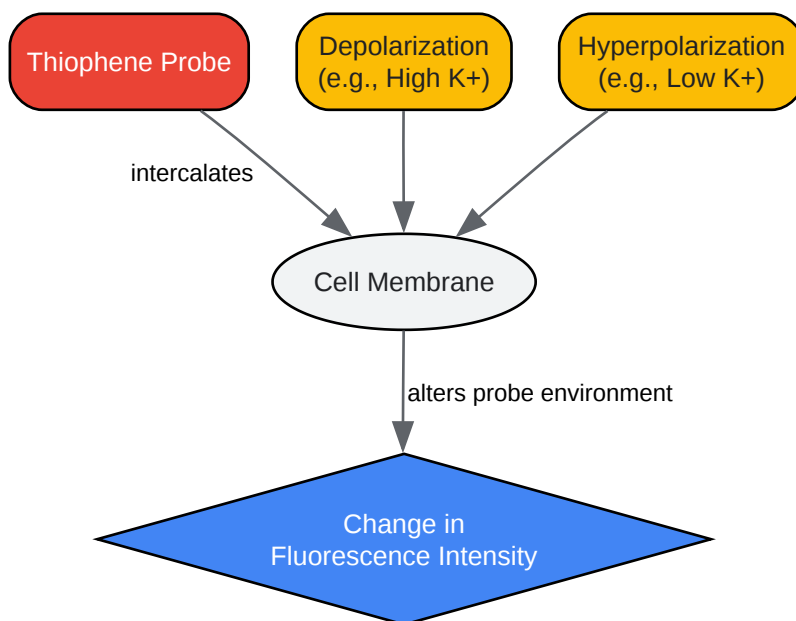 Thiophene Probe
Depolarization
(e.g., High K+)
Hyperpolarization
(e.g., Low K+)
intercalates
Cell Membrane
alters probe environment
Change in
Fluorescence Intensity